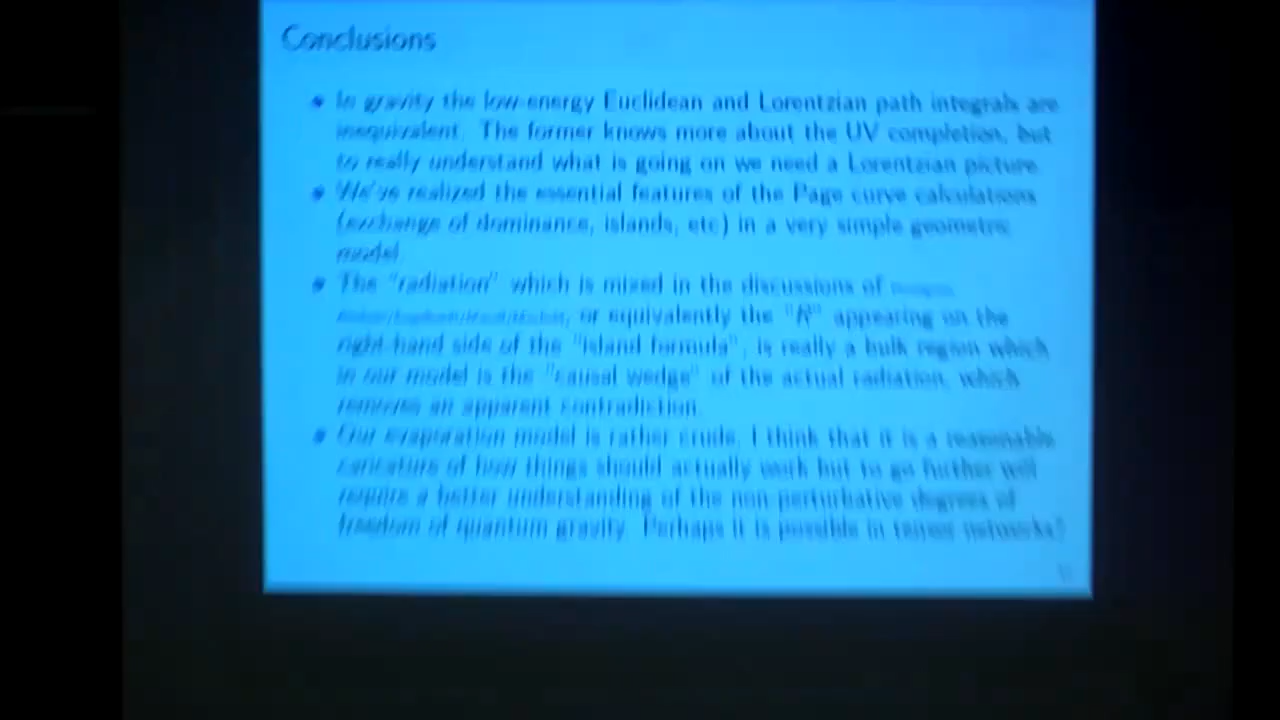 Conclusions
• In gravity the low-energy Euclidean and Lorentzian path integrals are
inequivalent. The former knows more about the UV completion, but
to really understand what is going on we need a Lorentzian picture.
• We've realized the essential features of the Page curve calculations
(exchange of dominance, islands, etc) in a very simple geometric
model.
• The "radiation" which is mixed in the discussions of
, or equivalently the "R" appearing on the
right-hand side of the "island formula", is really a bulk region which
in our model is the "causal wedge" of the actual radiation, which
removes an apparent contradiction.
• Our evaporation model is rather crude, I think that it is a reasonable
caricature of how things should actually work but to go further will
require a better understanding of the non-perturbative degrees of
freedom of quantum gravity. Perhaps it is possible in tensor networks?